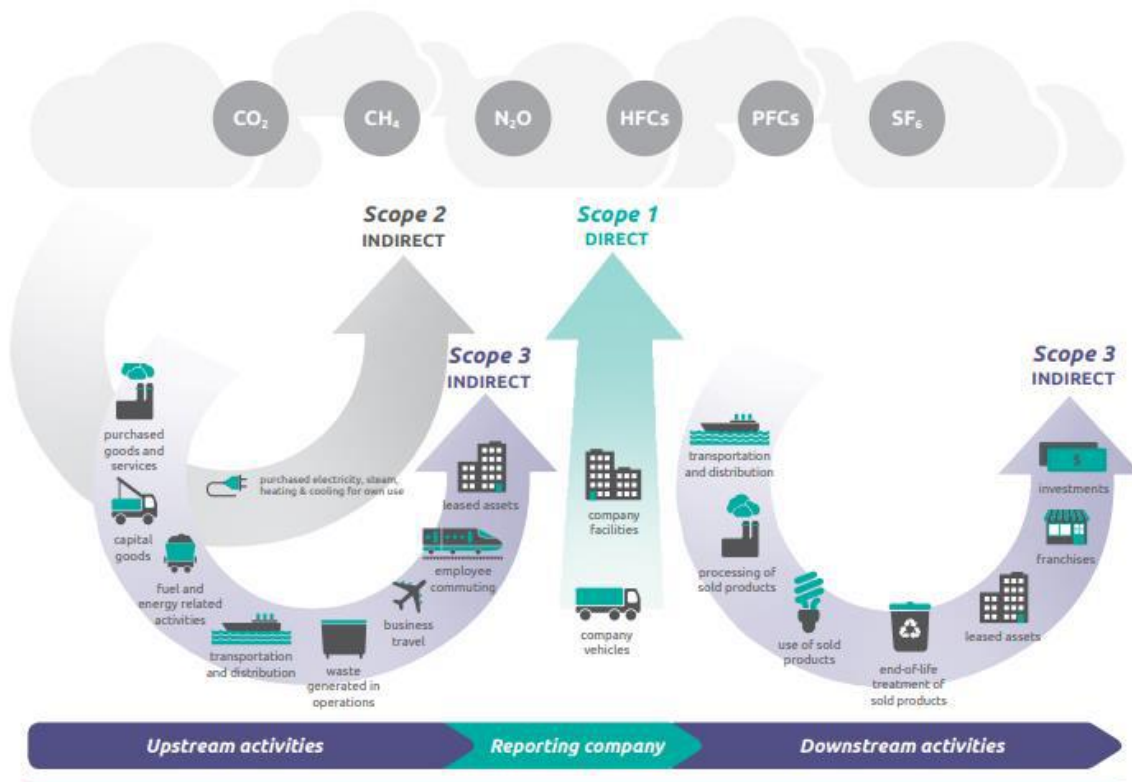 CO₂
CH₄
N₂O
HFCs
PFCs
SF₆
Scope 2
INDIRECT
Scope 1
DIRECT
Scope 3
INDIRECT
Scope 3
INDIRECT
purchased
goods and
services
capital
goods
fuel and
energy related
activities
transportation
and distribution
waste
generated in
operations
business
travel
employee
commuting
leased assets
purchased electricity, steam,
heating & cooling for own use
company
facilities
company
vehicles
transportation
and distribution
processing of
sold products
use of sold
products
end-of-life
treatment of
sold products
leased assets
franchises
$
investments
Upstream activities
Reporting company
Downstream activities